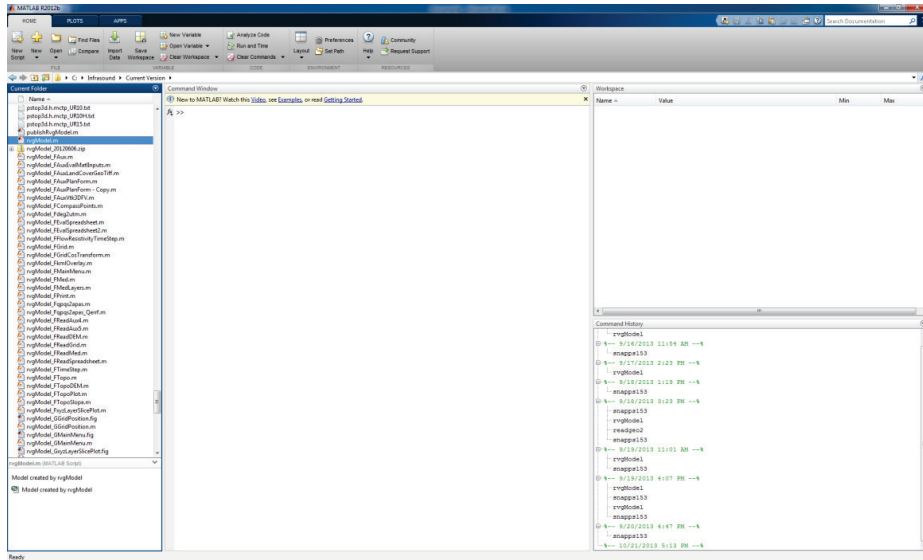 MATLAB R2012b
HOME PLOTS APPS
Search Documentation
New Script
New
Open
Find Files
Compare
Import Data
Save Workspace
New Variable
Open Variable
Clear Workspace
Analyze Code
Run and Time
Clear Commands
Layout
Preferences
Set Path
Help
Community
Request Support
FILE VARIABLE CODE ENVIRONMENT RESOURCES
C: Infrasound Current Version
Current Folder
Name
pstop3d.h.mctp_UR10.txt
pstop3d.h.mctp_UR10H.txt
pstop3d.h.mctp_UR15.txt
publishRvgModel.m
rvgModel.m
rvgModel_20120606.zip
rvgModel_FAux.m
rvgModel_FAuxEvalMatInputs.m
rvgModel_FAuxLandCoverGeoTiff.m
rvgModel_FAuxPlanForm.m
rvgModel_FAuxPlanForm - Copy.m
rvgModel_FAuxVtk3DFV.m
rvgModel_FCompassPoints.m
rvgModel_Fdeg2utm.m
rvgModel_FEvalSpreadsheet.m
rvgModel_FEvalSpreadsheet2.m
rvgModel_FFlowResistivityTimeStep.m
rvgModel_FGrid.m
rvgModel_FGridCosTransform.m
rvgModel_FkmlOverlay.m
rvgModel_FMainMenu.m
rvgModel_FMed.m
rvgModel_FMedLayers.m
rvgModel_FPrint.m
rvgModel_FReadAux4.m
rvgModel_FReadAux5.m
rvgModel_FReadDEM.m
rvgModel_FReadGrid.m
rvgModel_FReadMed.m
rvgModel_FReadSpreadsheet.m
rvgModel_FTimeStep.m
rvgModel_FTopo.m
rvgModel_FTopoDEM.m
rvgModel_FTopoPlot.m
rvgModel_FTopoSlope.m
rvgModel_FxyzLayerSlicePlot.m
rvgModel_GGridPosition.fig
rvgModel_GGridPosition.m
rvgModel_GMainMenu.fig
rvgModel_GMainMenu.m
rvgModel_GxyzLayerSlicePlot.fig
rvgModel.m (MATLAB Script)
Model created by rvgModel
Model created by rvgModel
Ready
Command Window
New to MATLAB? Watch this Video, see Examples, or read Getting Started.
fx >>
Workspace
Name Value Min Max
Command History
rvgModel
%-- 9/16/2013 11:54 AM --%
snapps153
%-- 9/17/2013 2:23 PM --%
rvgModel
%-- 9/18/2013 1:19 PM --%
snapps153
%-- 9/18/2013 3:23 PM --%
snapps153
rvgModel
readgeo2
snapps153
%-- 9/19/2013 11:01 AM --%
rvgModel
snapps153
%-- 9/19/2013 4:07 PM --%
rvgModel
snapps153
rvgModel
snapps153
%-- 9/20/2013 4:47 PM --%
snapps153
%-- 10/21/2013 5:13 PM --%